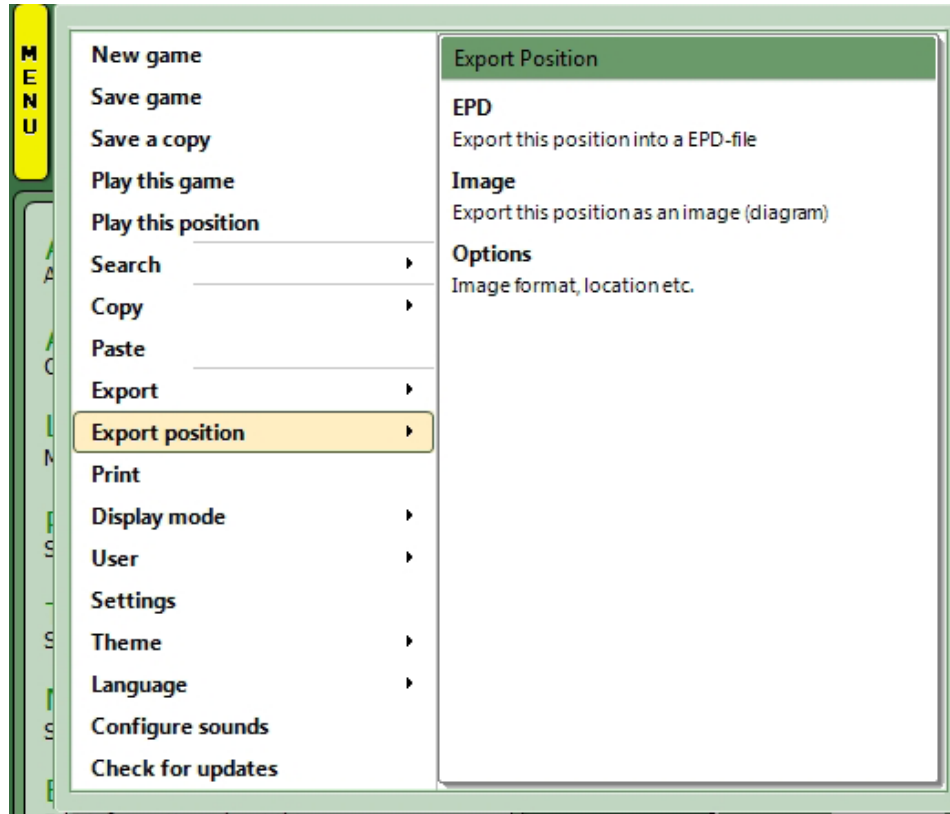 MENU
New game
Save game
Save a copy
Play this game
Play this position
Search
Copy
Paste
Export
Export position
Print
Display mode
User
Settings
Theme
Language
Configure sounds
Check for updates
Export Position
EPD
Export this position into a EPD-file
Image
Export this position as an image (diagram)
Options
Image format, location etc.